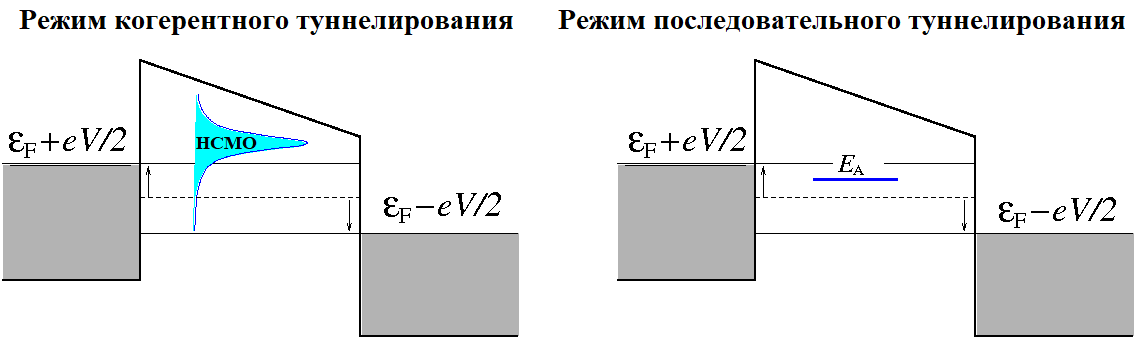 Режим когерентного туннелирования
Режим последовательного туннелирования
εF+eV/2
НСМО
εF−eV/2
εF+eV/2
EA
εF−eV/2